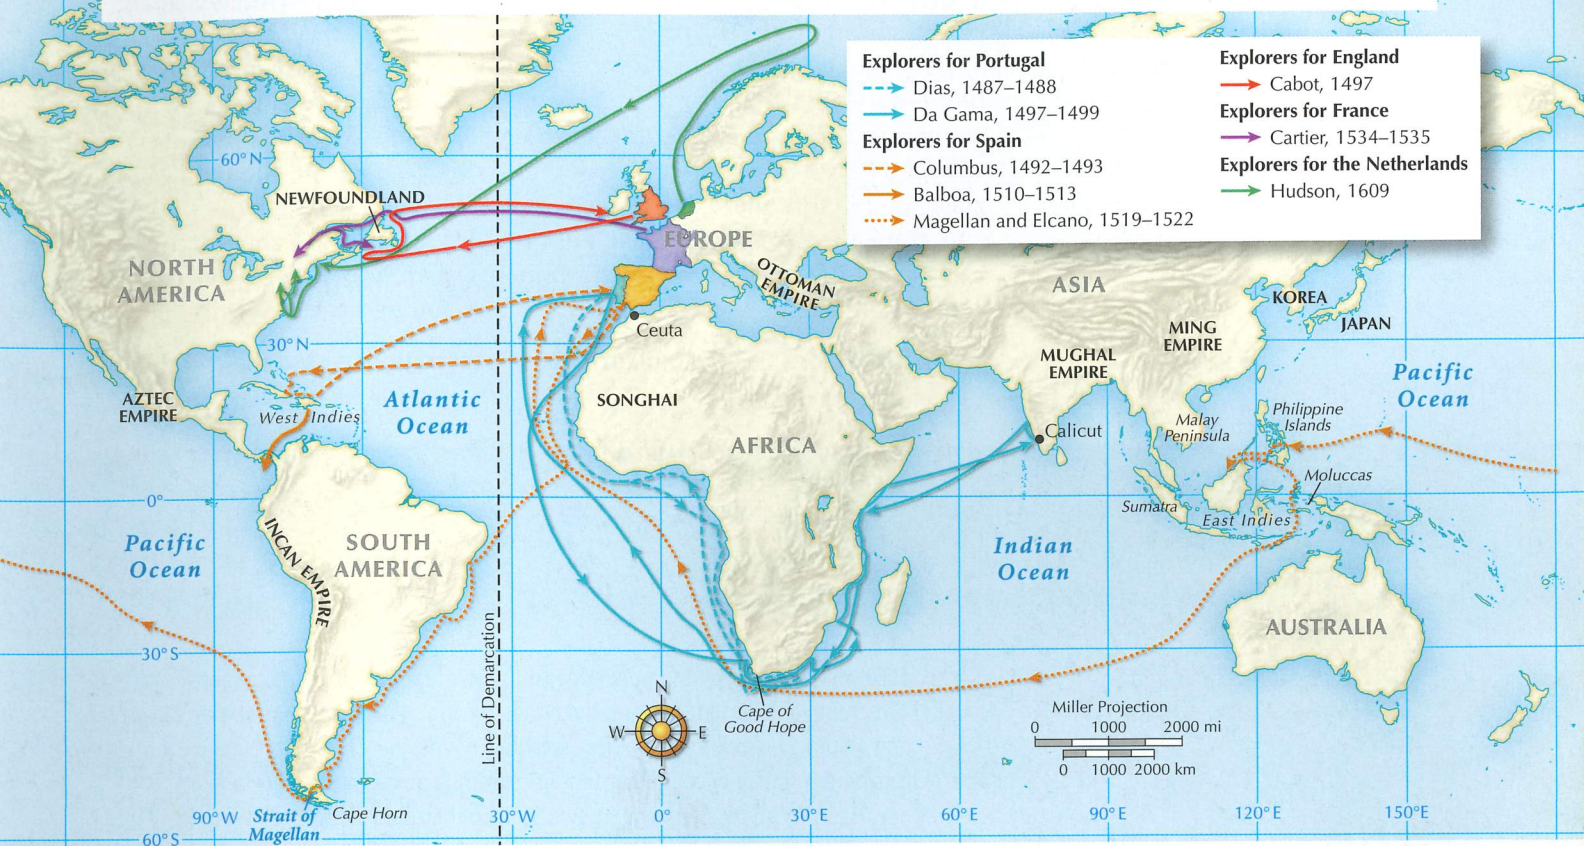 Explorers for Portugal
Dias, 1487–1488
Da Gama, 1497–1499
Explorers for Spain
Columbus, 1492–1493
Balboa, 1510–1513
Magellan and Elcano, 1519–1522
Explorers for England
Cabot, 1497
Explorers for France
Cartier, 1534–1535
Explorers for the Netherlands
Hudson, 1609
60°N
NEWFOUNDLAND
NORTH
AMERICA
EUROPE
OTTOMAN
EMPIRE
ASIA
KOREA
JAPAN
MING
EMPIRE
MUGHAL
EMPIRE
Ceuta
30°N
AZTEC
EMPIRE
West Indies
Atlantic
Ocean
SONGHAI
AFRICA
Calicut
Malay
Peninsula
Philippine
Islands
Pacific
Ocean
Moluccas
Sumatra
East Indies
0°
Pacific
Ocean
INCAN EMPIRE
SOUTH
AMERICA
Indian
Ocean
AUSTRALIA
30°S
Line of Demarcation
N
W
E
S
Cape of
Good Hope
Miller Projection
0 1000 2000 mi
0 1000 2000 km
90°W
Strait of
Magellan
Cape Horn
30°W
0°
30°E
60°E
90°E
120°E
150°E
60°S